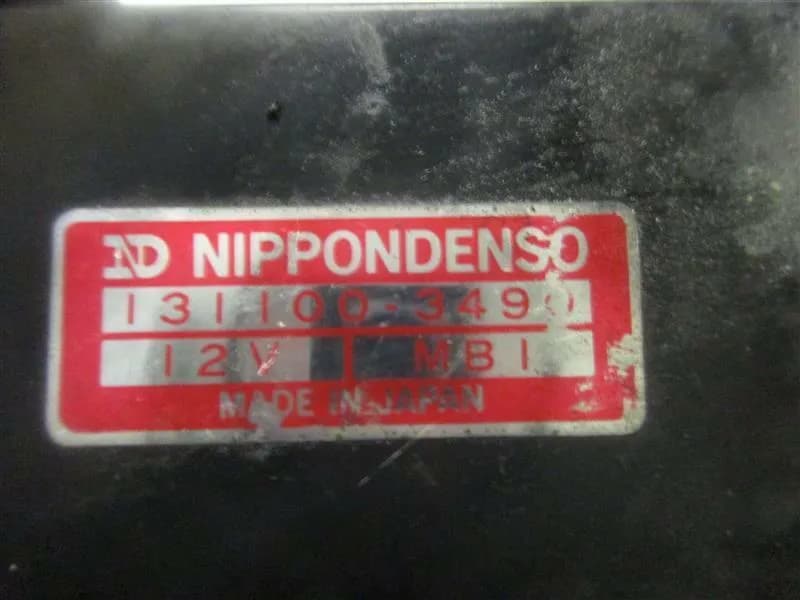 ND NIPPONDENSO
131100-3490
12V MB1
MADE IN JAPAN